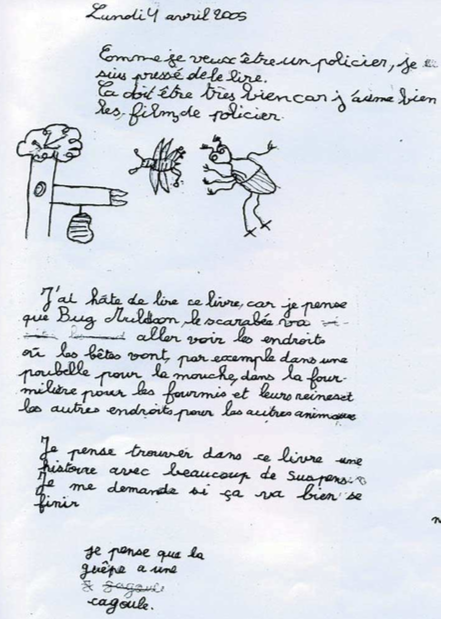 Lundi 4 avril 2005
Comme je veux être un policier, je
suis pressé de le lire.
Ça doit être très bien car j'aime bien
les film de policier.
J'ai hâte de lire ce livre, car je pense
que Bug Muldoon, le scarabée va
aller voir les endroits
où les bêtes vont, par exemple dans une
poubelle pour la mouche, dans la four-
milière pour les fourmis et leurs reines et
les autres endroits pour les autres animaux
Je pense trouver dans ce livre une
histoire avec beaucoup de suspens
Je me demande si ça va bien se
finir
je pense que la
guêpe a une
cagoule.